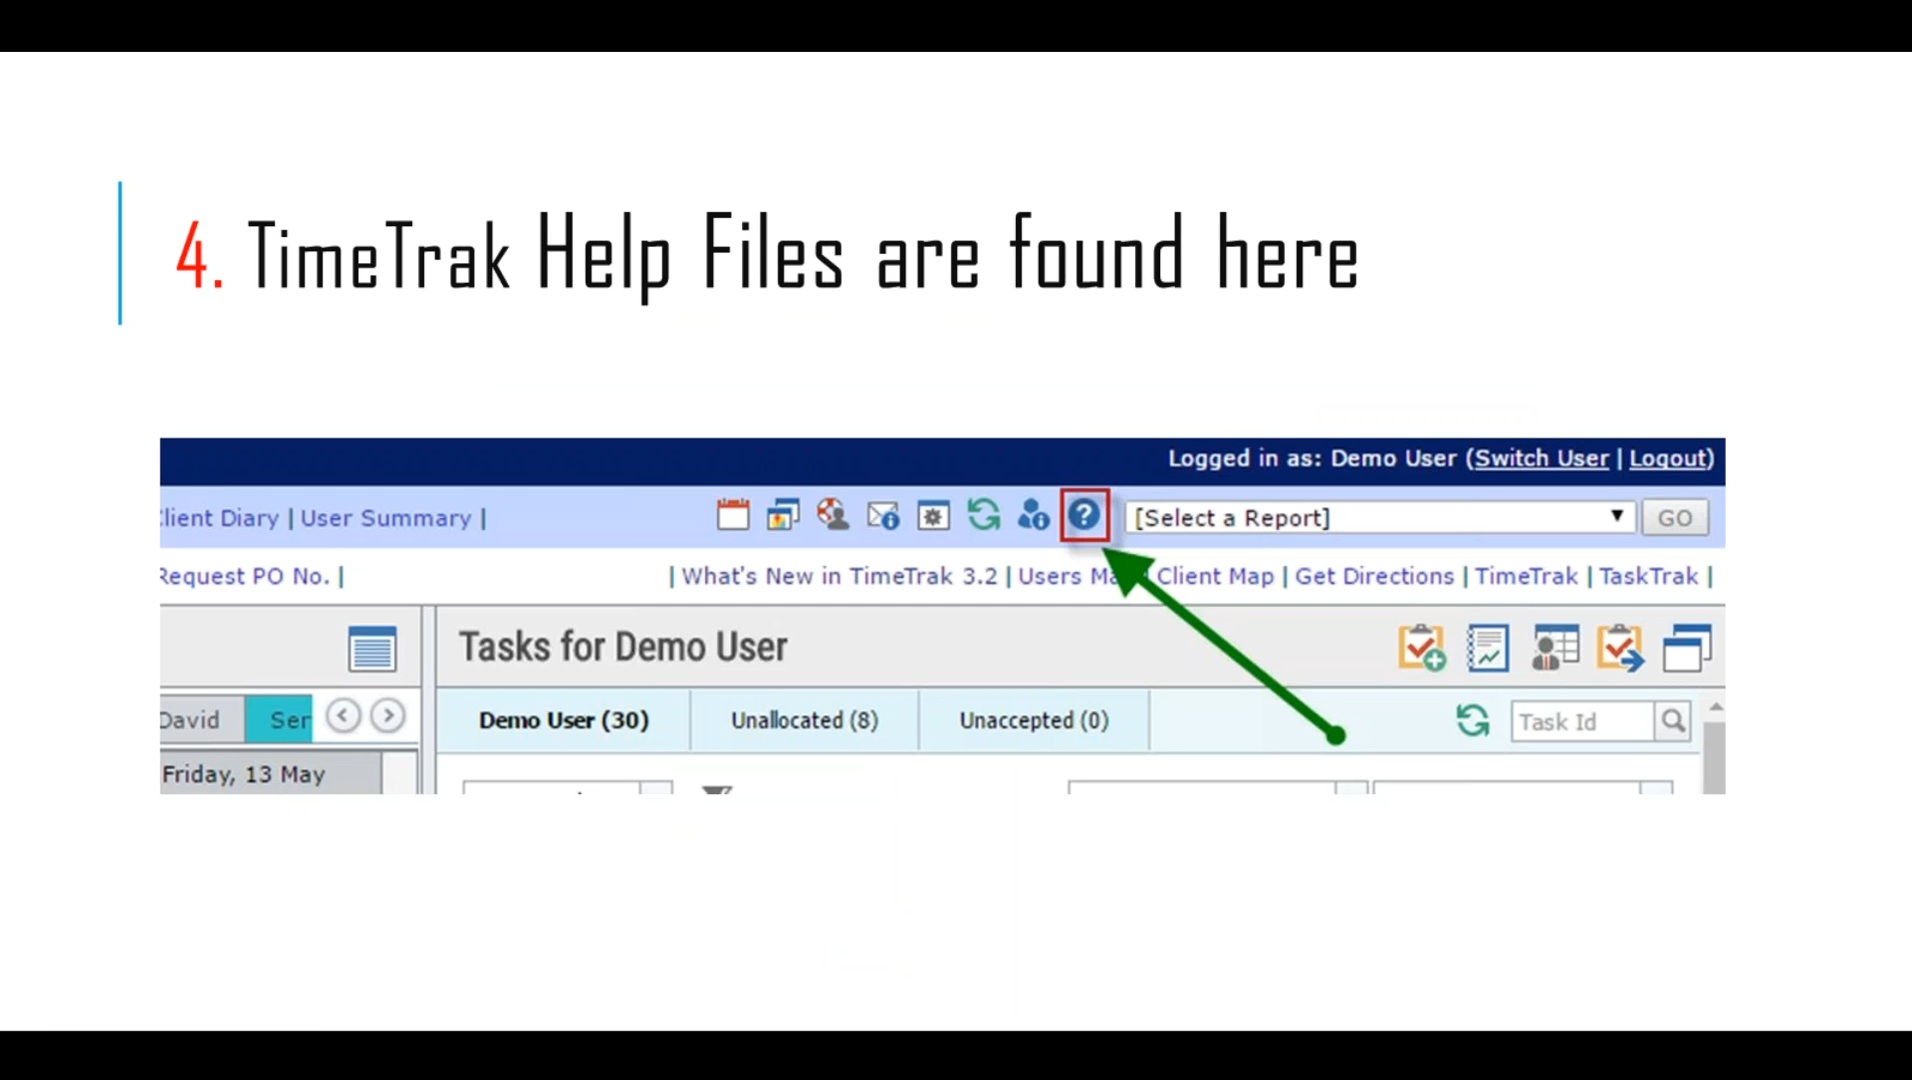 4. TimeTrak Help Files are found here
Logged in as: Demo User (Switch User | Logout)
Client Diary | User Summary |
? [Select a Report] GO
Request PO No. | | What's New in TimeTrak 3.2 | Users Ma Client Map | Get Directions | TimeTrak | TaskTrak |
Tasks for Demo User
David Ser
Demo User (30) Unallocated (8) Unaccepted (0) Task Id
Friday, 13 May